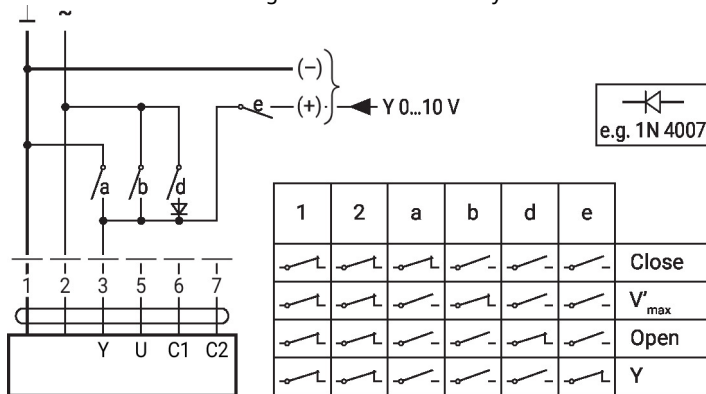 ⊥ ~
(–)
e (+) Y 0...10 V
e.g. 1N 4007
a b d
1 2 a b d e
Close
V'max
Open
Y
1 2 3 5 6 7
Y U C1 C2